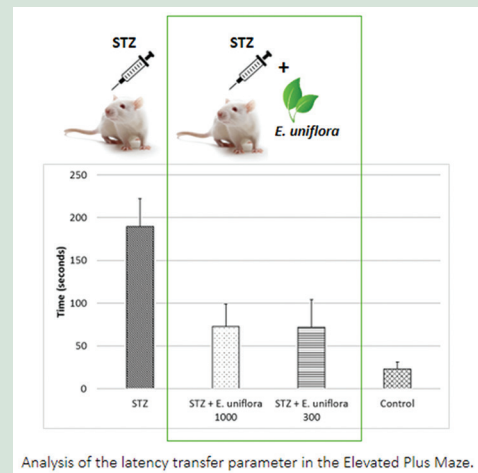 STZ
STZ
+
E. uniflora
250
200
150
100
50
0
Time (seconds)
STZ
STZ + E. uniflora
1000
STZ + E. uniflora
300
Control
Analysis of the latency transfer parameter in the Elevated Plus Maze.